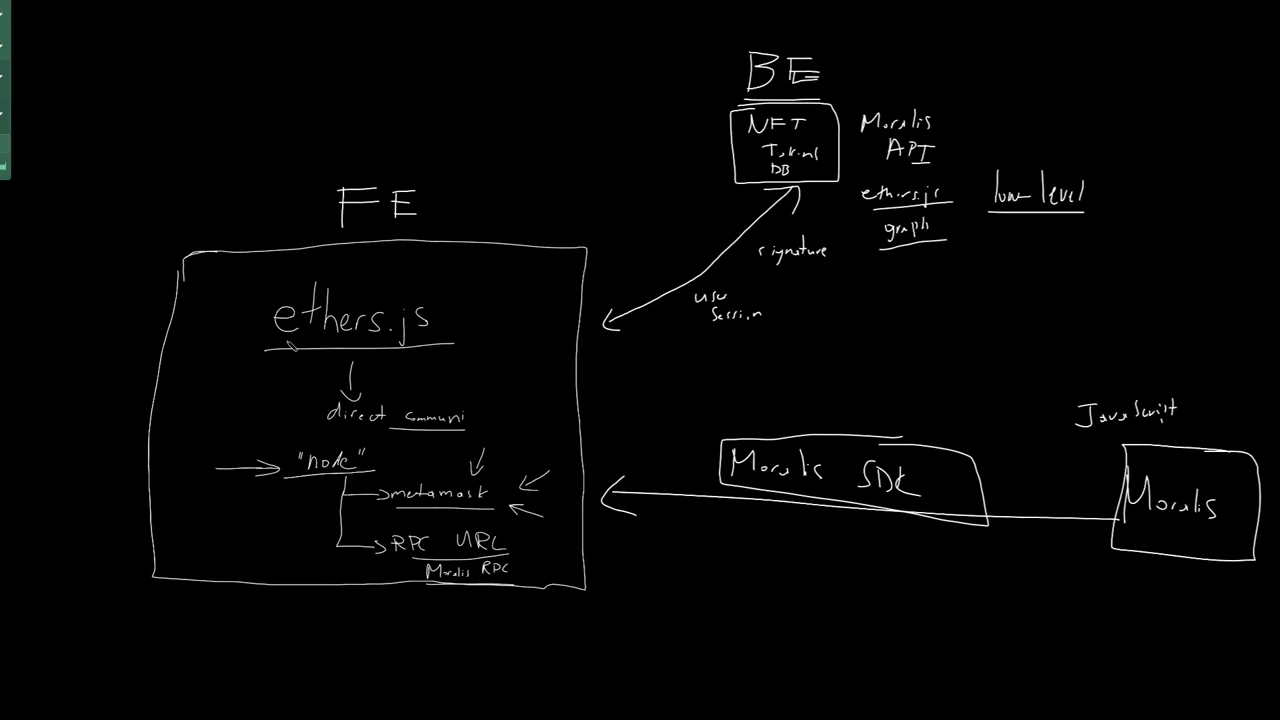 BE
NFT
DB
Moralis
API
ethers.js
low level
graph
signature
user
session
FE
ethers.js
direct communi
"node"
metamask
RPC URL
Moralis RPC
Moralis SDK
JavaScript
Moralis